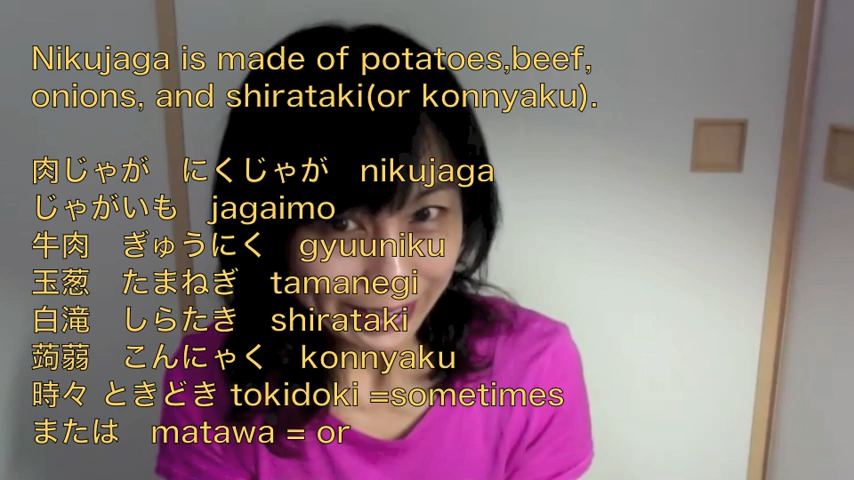 Nikujaga is made of potatoes,beef,
onions, and shirataki(or konnyaku).
肉じゃが　にくじゃが　nikujaga
じゃがいも　jagaimo
牛肉　ぎゅうにく　gyuuniku
玉葱　たまねぎ　tamanegi
白滝　しらたき　shirataki
蒟蒻　こんにゃく　konnyaku
時々 ときどき tokidoki =sometimes
または　matawa = or